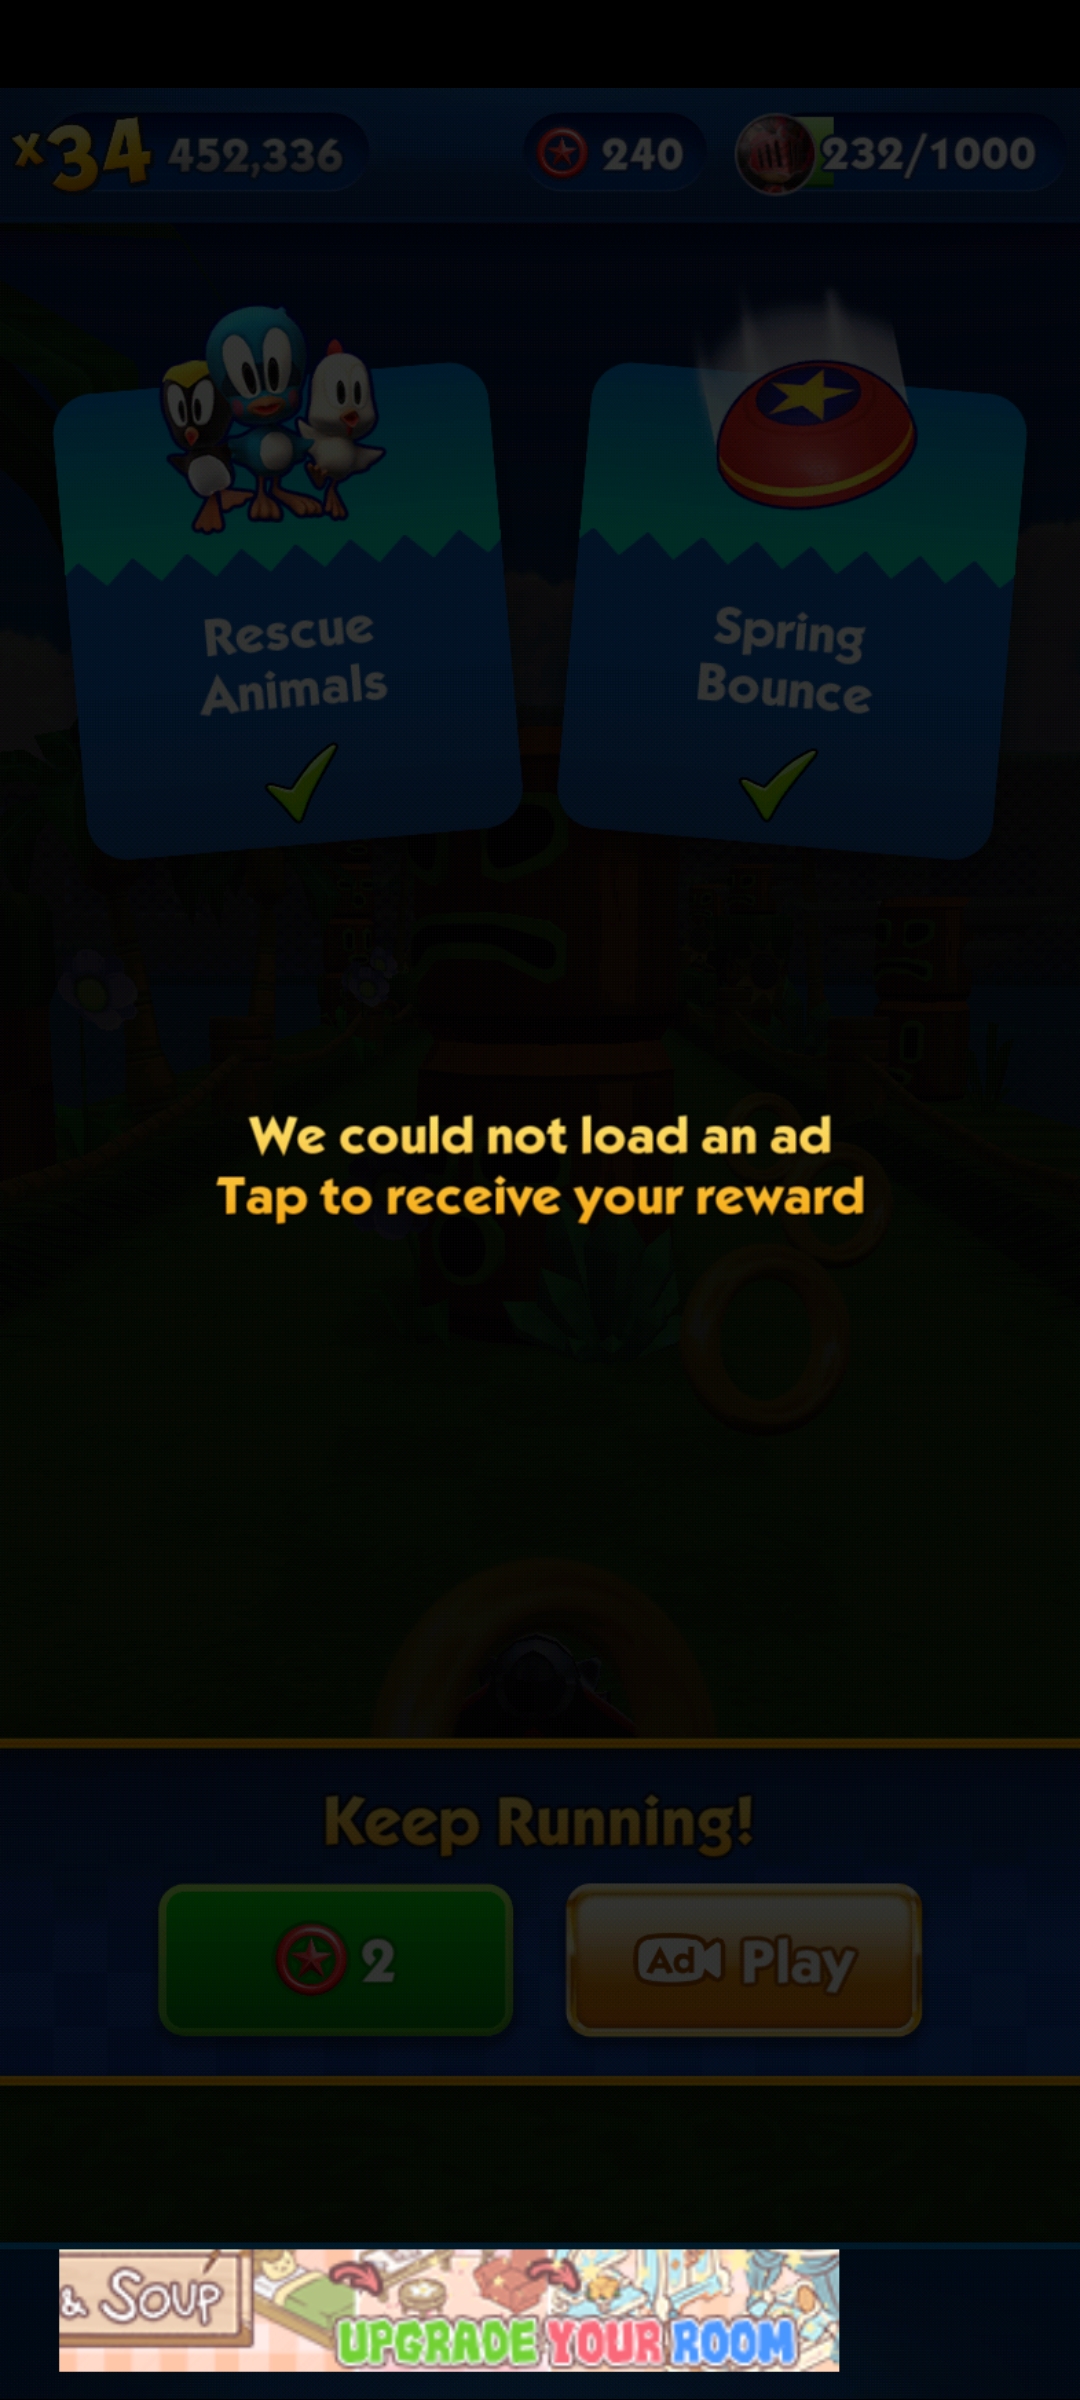 x34 452,336 240 232/1000
Rescue
Animals
Spring
Bounce
We could not load an ad
Tap to receive your reward
Keep Running!
2
Ad Play
& SOUP
UPGRADE YOUR ROOM